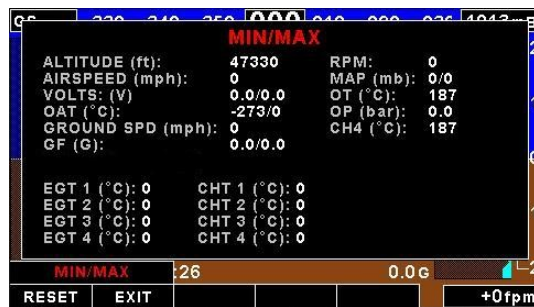 MIN/MAX
ALTITUDE (ft): 47330 RPM: 0
AIRSPEED (mph): 0 MAP (mb): 0/0
VOLTS: (V) 0.0/0.0 OT (°C): 187
OAT (°C): -273/0 OP (bar): 0.0
GROUND SPD (mph): 0 CH4 (°C): 187
GF (G): 0.0/0.0
EGT 1 (°C): 0 CHT 1 (°C): 0
EGT 2 (°C): 0 CHT 2 (°C): 0
EGT 3 (°C): 0 CHT 3 (°C): 0
EGT 4 (°C): 0 CHT 4 (°C): 0
MIN/MAX :26 0.0G
RESET EXIT +0fpm